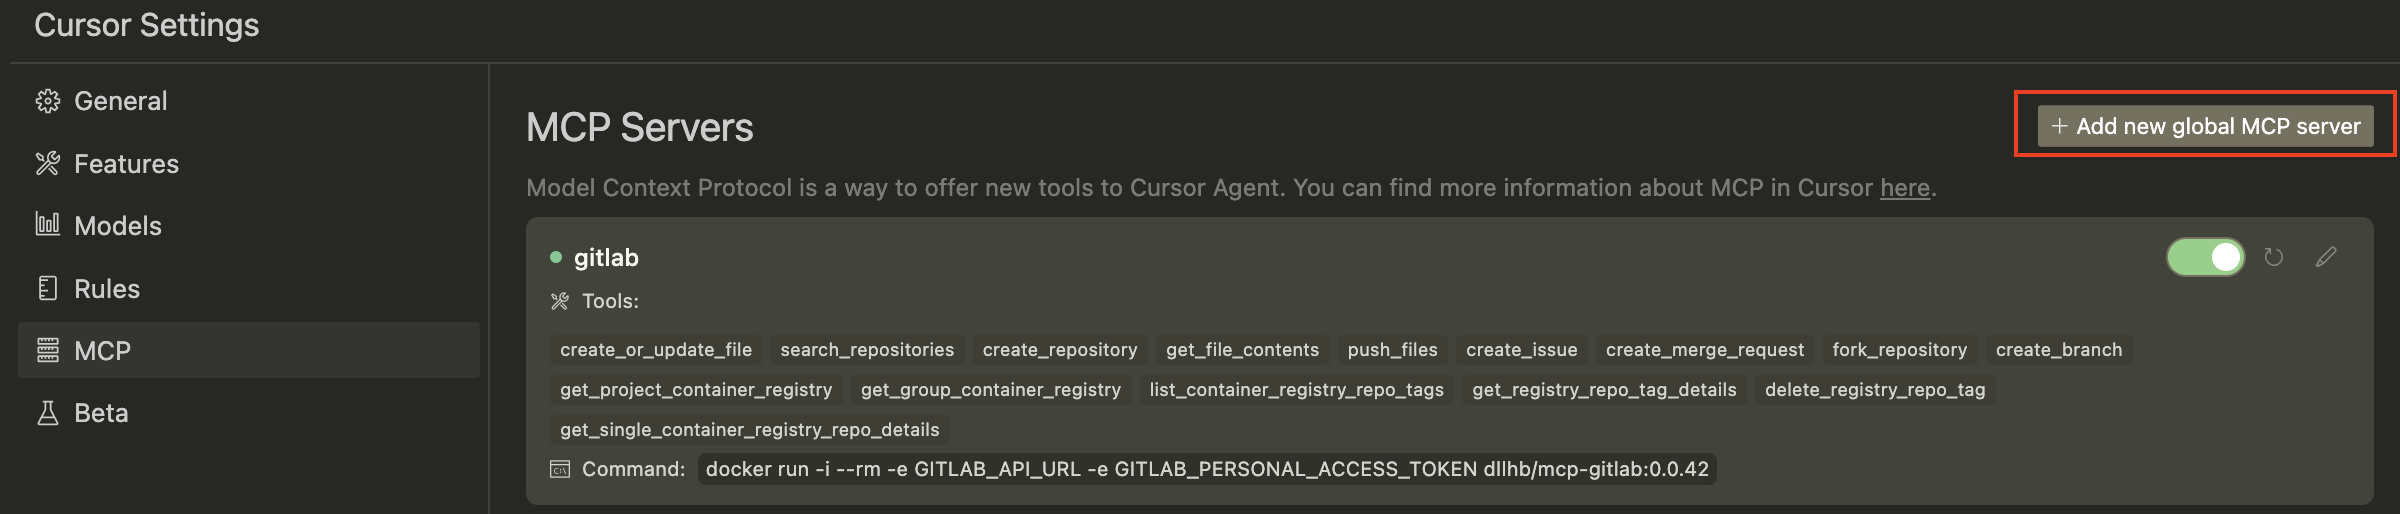 Cursor Settings
General
Features
Models
Rules
MCP
Beta
MCP Servers
+ Add new global MCP server
Model Context Protocol is a way to offer new tools to Cursor Agent. You can find more information about MCP in Cursor here.
gitlab
Tools:
create_or_update_file search_repositories create_repository get_file_contents push_files create_issue create_merge_request fork_repository create_branch
get_project_container_registry get_group_container_registry list_container_registry_repo_tags get_registry_repo_tag_details delete_registry_repo_tag
get_single_container_registry_repo_details
Command: docker run -i --rm -e GITLAB_API_URL -e GITLAB_PERSONAL_ACCESS_TOKEN dllhb/mcp-gitlab:0.0.42